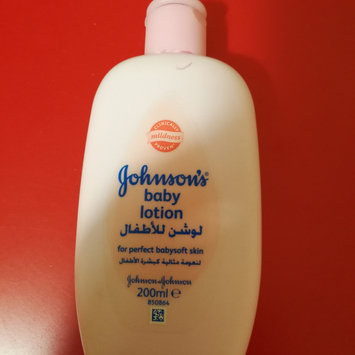 CLINICALLY
mildness
PROVEN
Johnson's
baby
lotion
لوشن للأطفال
for perfect babysoft skin
لنعومة مثالية كبشرة الأطفال
Johnson & Johnson
200ml e
850864